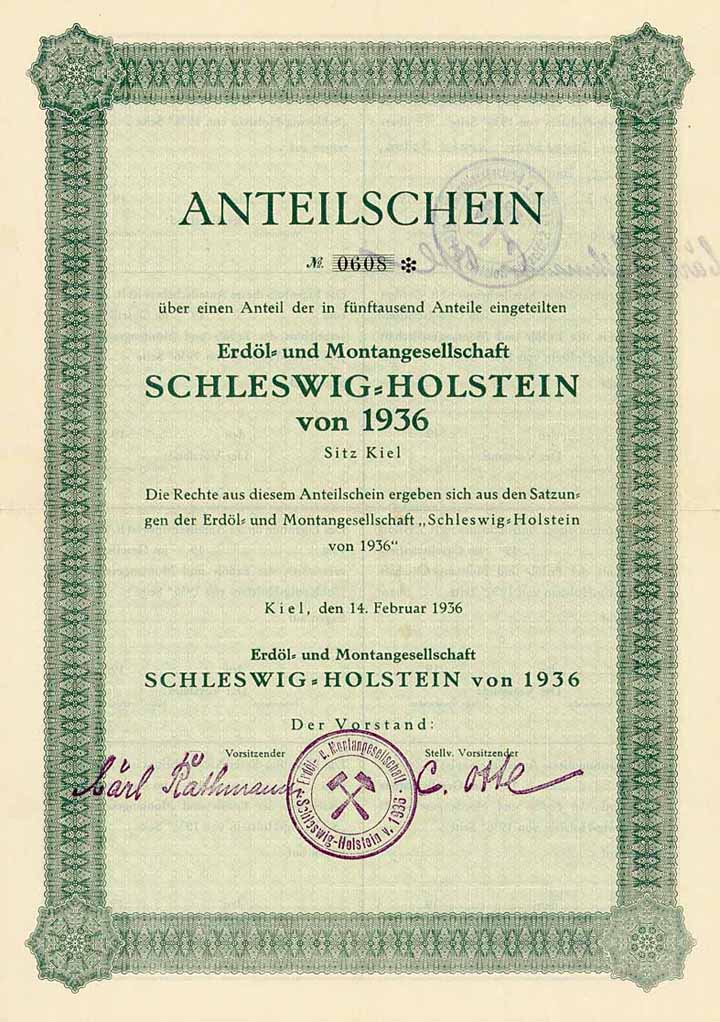 ANTEILSCHEIN
№ 0608 ✻
über einen Anteil der in fünftausend Anteile eingeteilten
Erdöl- und Montangesellschaft
SCHLESWIG-HOLSTEIN
von 1936
Sitz Kiel
Die Rechte aus diesem Anteilschein ergeben sich aus den Satzun-
gen der Erdöl- und Montangesellschaft „Schleswig-Holstein
von 1936"
Kiel, den 14. Februar 1936
Erdöl- und Montangesellschaft
SCHLESWIG-HOLSTEIN von 1936
Der Vorstand:
Vorsitzender
Stellv. Vorsitzender
Karl Rathmann
C. Otte
Erdöl- u. Montangesellschaft
Schleswig-Holstein v. 1936